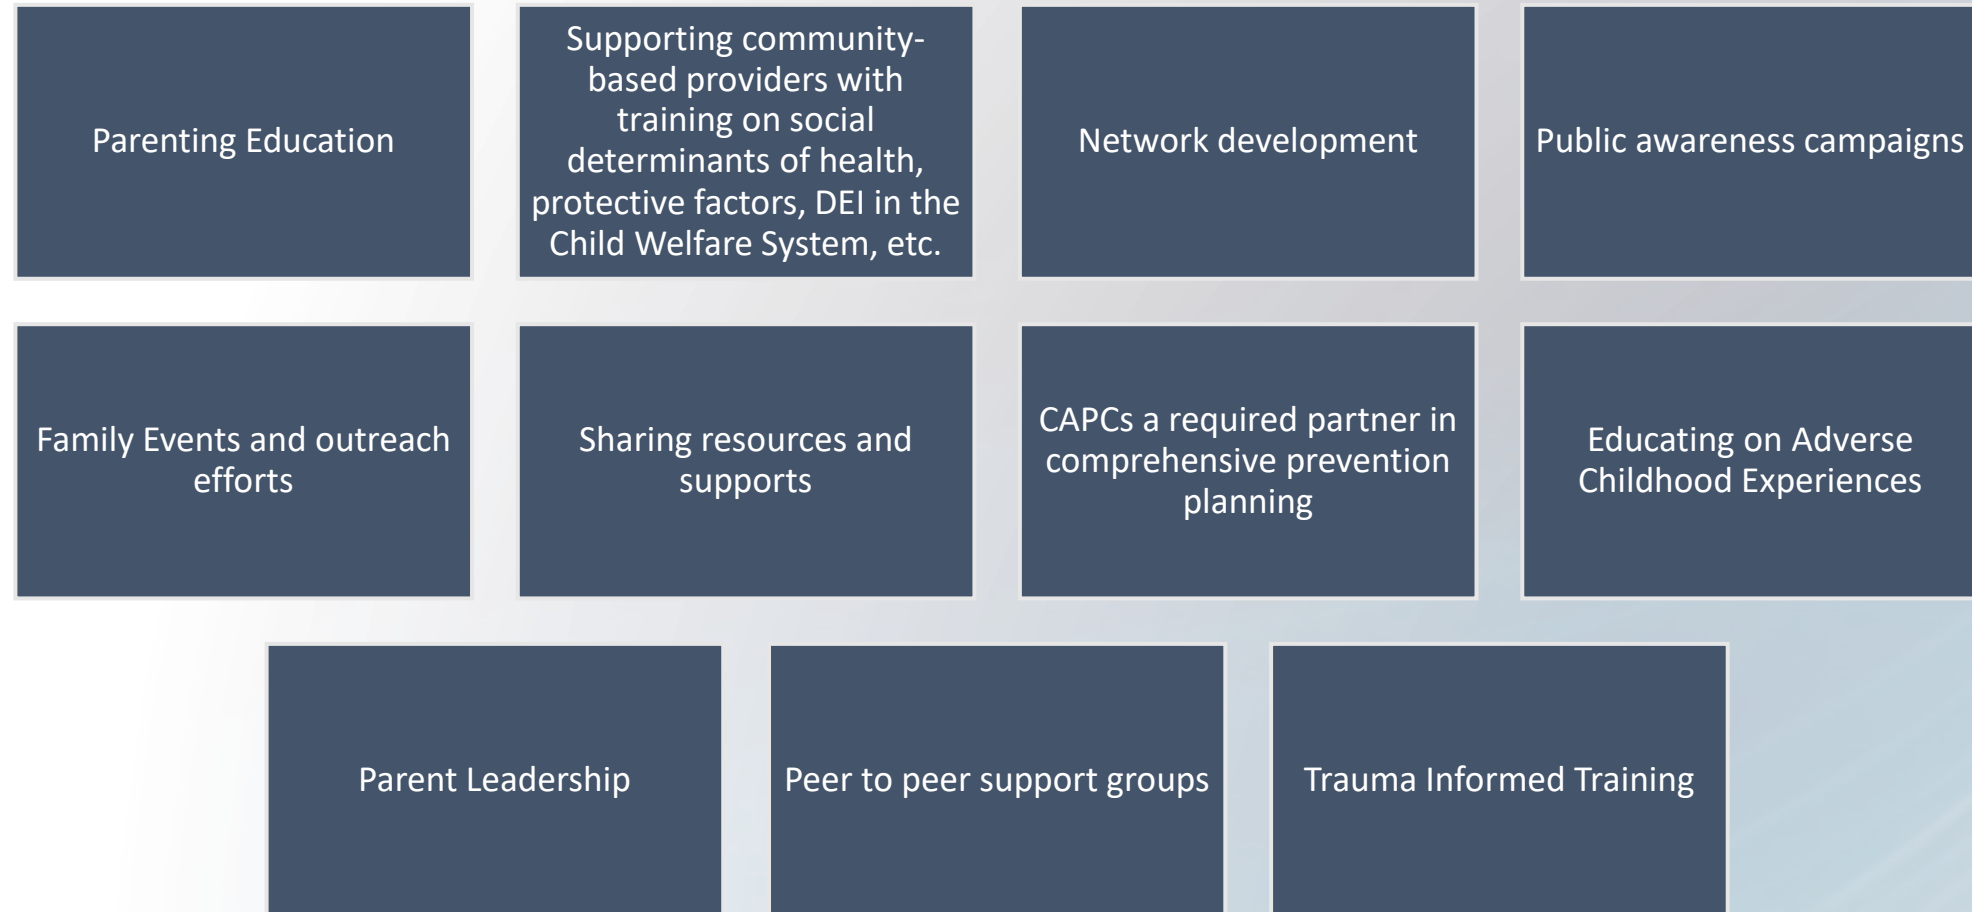 Parenting Education
Supporting community-
based providers with
training on social
determinants of health,
protective factors, DEI in the
Child Welfare System, etc.
Network development
Public awareness campaigns
Family Events and outreach
efforts
Sharing resources and
supports
CAPCs a required partner in
comprehensive prevention
planning
Educating on Adverse
Childhood Experiences
Parent Leadership
Peer to peer support groups
Trauma Informed Training